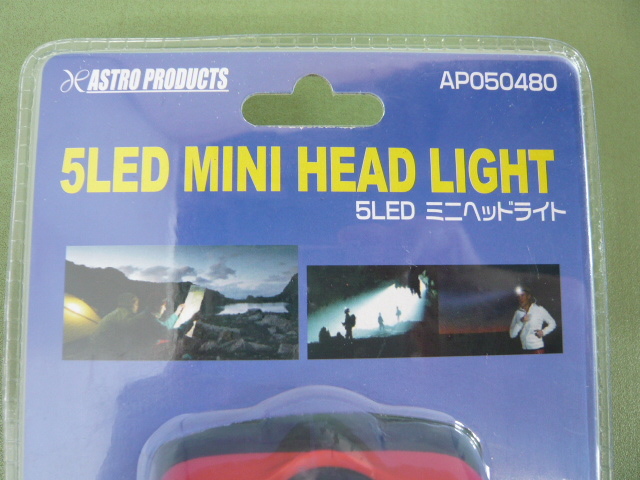 ASTRO PRODUCTS
AP050480
5LED MINI HEAD LIGHT
5LED ミニヘッドライト